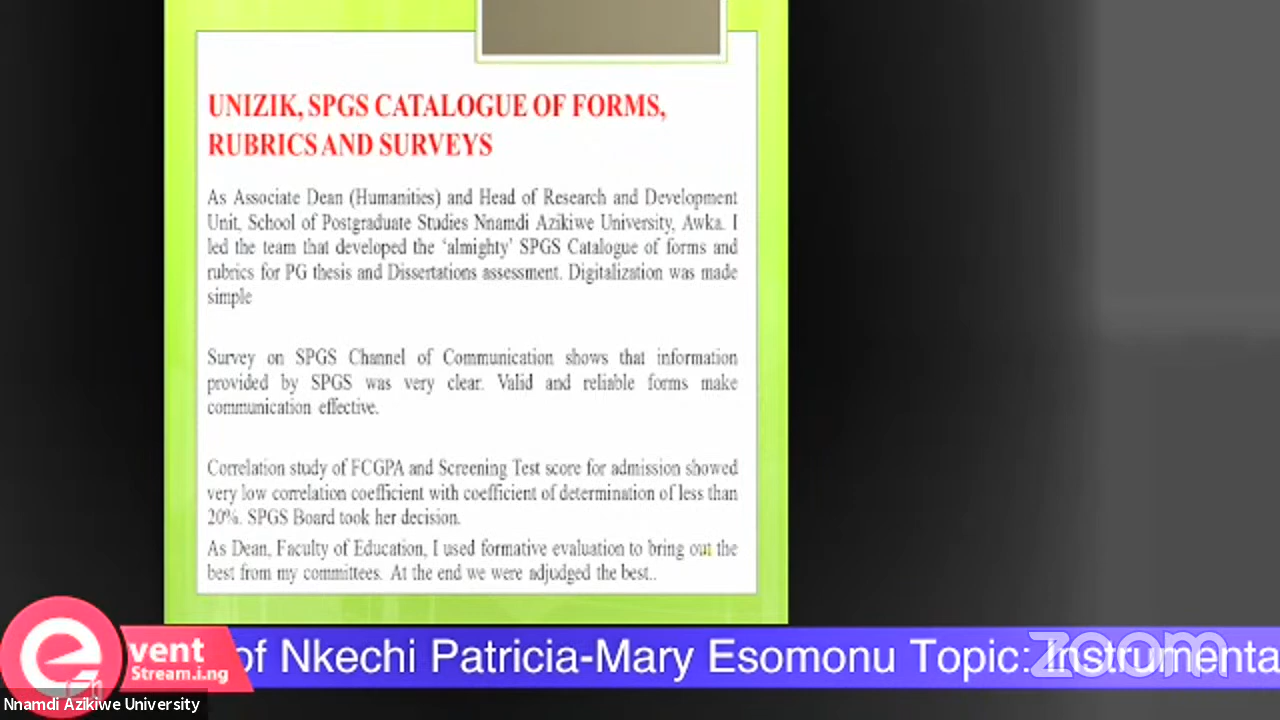 UNIZIK, SPGS CATALOGUE OF FORMS,
RUBRICS AND SURVEYS
As Associate Dean (Humanities) and Head of Research and Development
Unit, School of Postgraduate Studies Nnamdi Azikiwe University, Awka. I
led the team that developed the ‘almighty’ SPGS Catalogue of forms and
rubrics for PG thesis and Dissertations assessment. Digitalization was made
simple
Survey on SPGS Channel of Communication shows that information
provided by SPGS was very clear. Valid and reliable forms make
communication effective.
Correlation study of FCGPA and Screening Test score for admission showed
very low correlation coefficient with coefficient of determination of less than
20%. SPGS Board took her decision.
As Dean, Faculty of Education, I used formative evaluation to bring out the
best from my committees. At the end we were adjudged the best..
event
Stream.i.ng
of Nkechi Patricia-Mary Esomonu Topic: Instrumenta
zoom
Nnamdi Azikiwe University